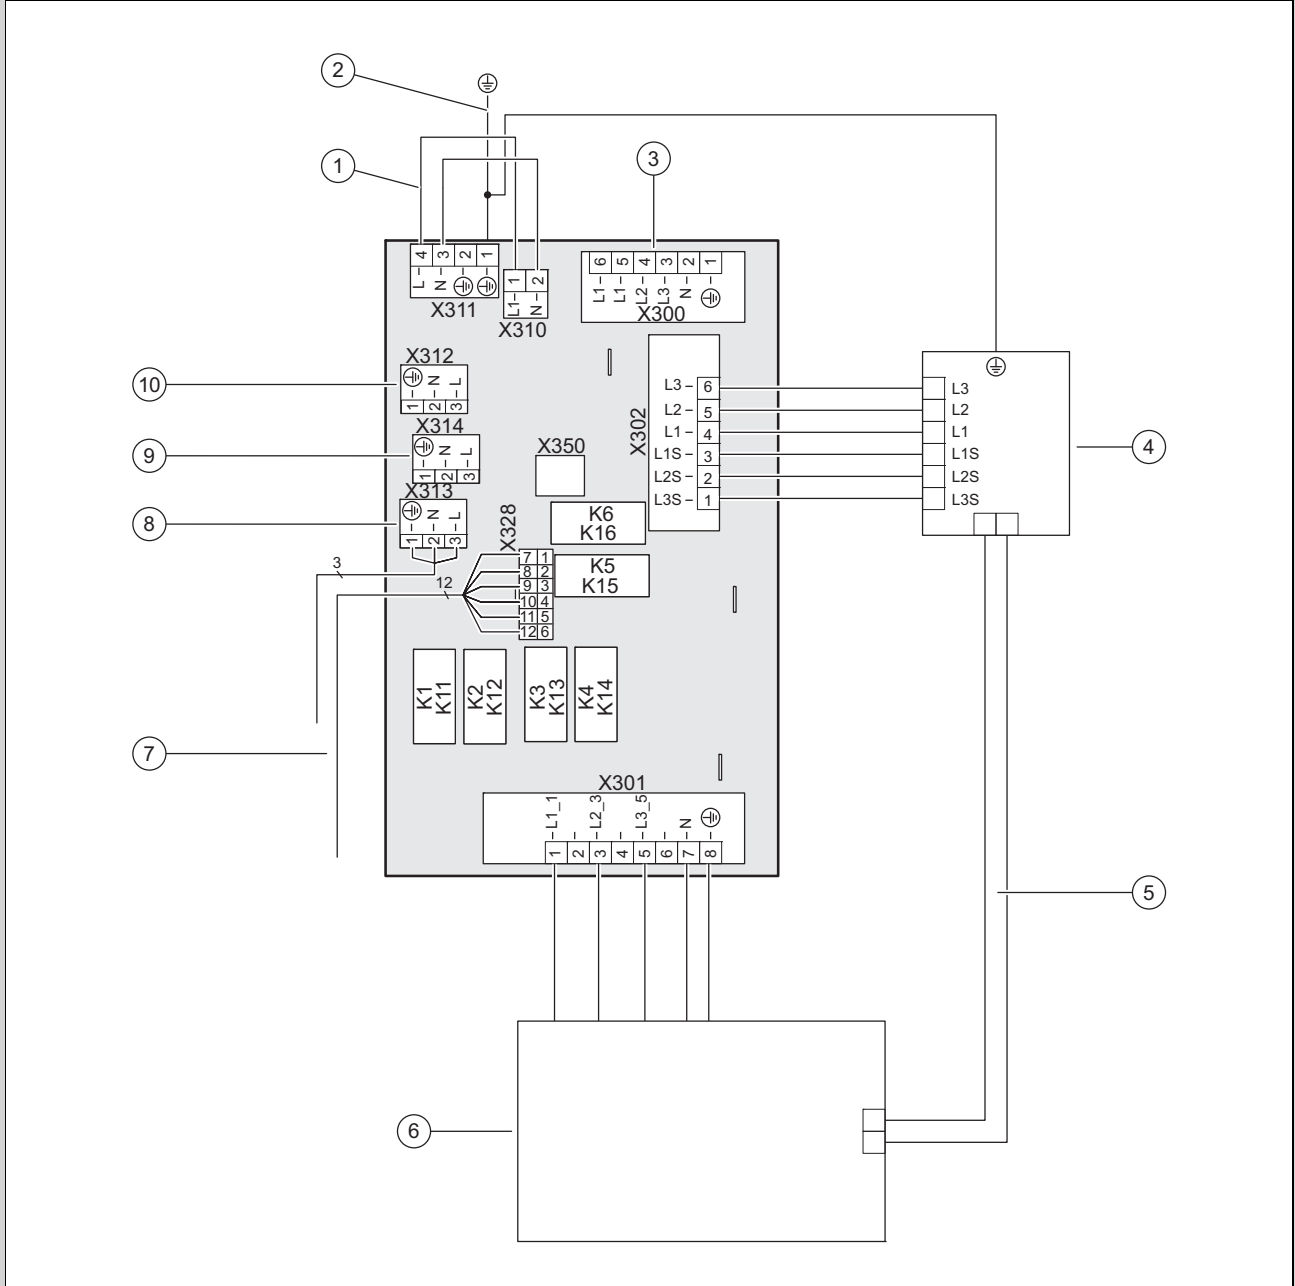 2
1
3
4 3 2 1
L N
X311
1 2
L1 N
X310
6 5 4 3 2 1
L1 L1 L2 L3 N
X300
X312
N L
1 2 3
10
X314
N L
1 2 3
9
X313
N L
1 2 3
8
X350
X302
L3 6
L2 5
L1 4
L1S 3
L2S 2
L3S 1
L3
L2
L1
L1S
L2S
L3S
4
K6
K16
K5
K15
X328
7 1
8 2
9 3
10 4
11 5
12 6
3
12
K1
K11
K2
K12
K3
K13
K4
K14
7
X301
L1_1 L2_3 L3_5 N
1 2 3 4 5 6 7 8
5
6